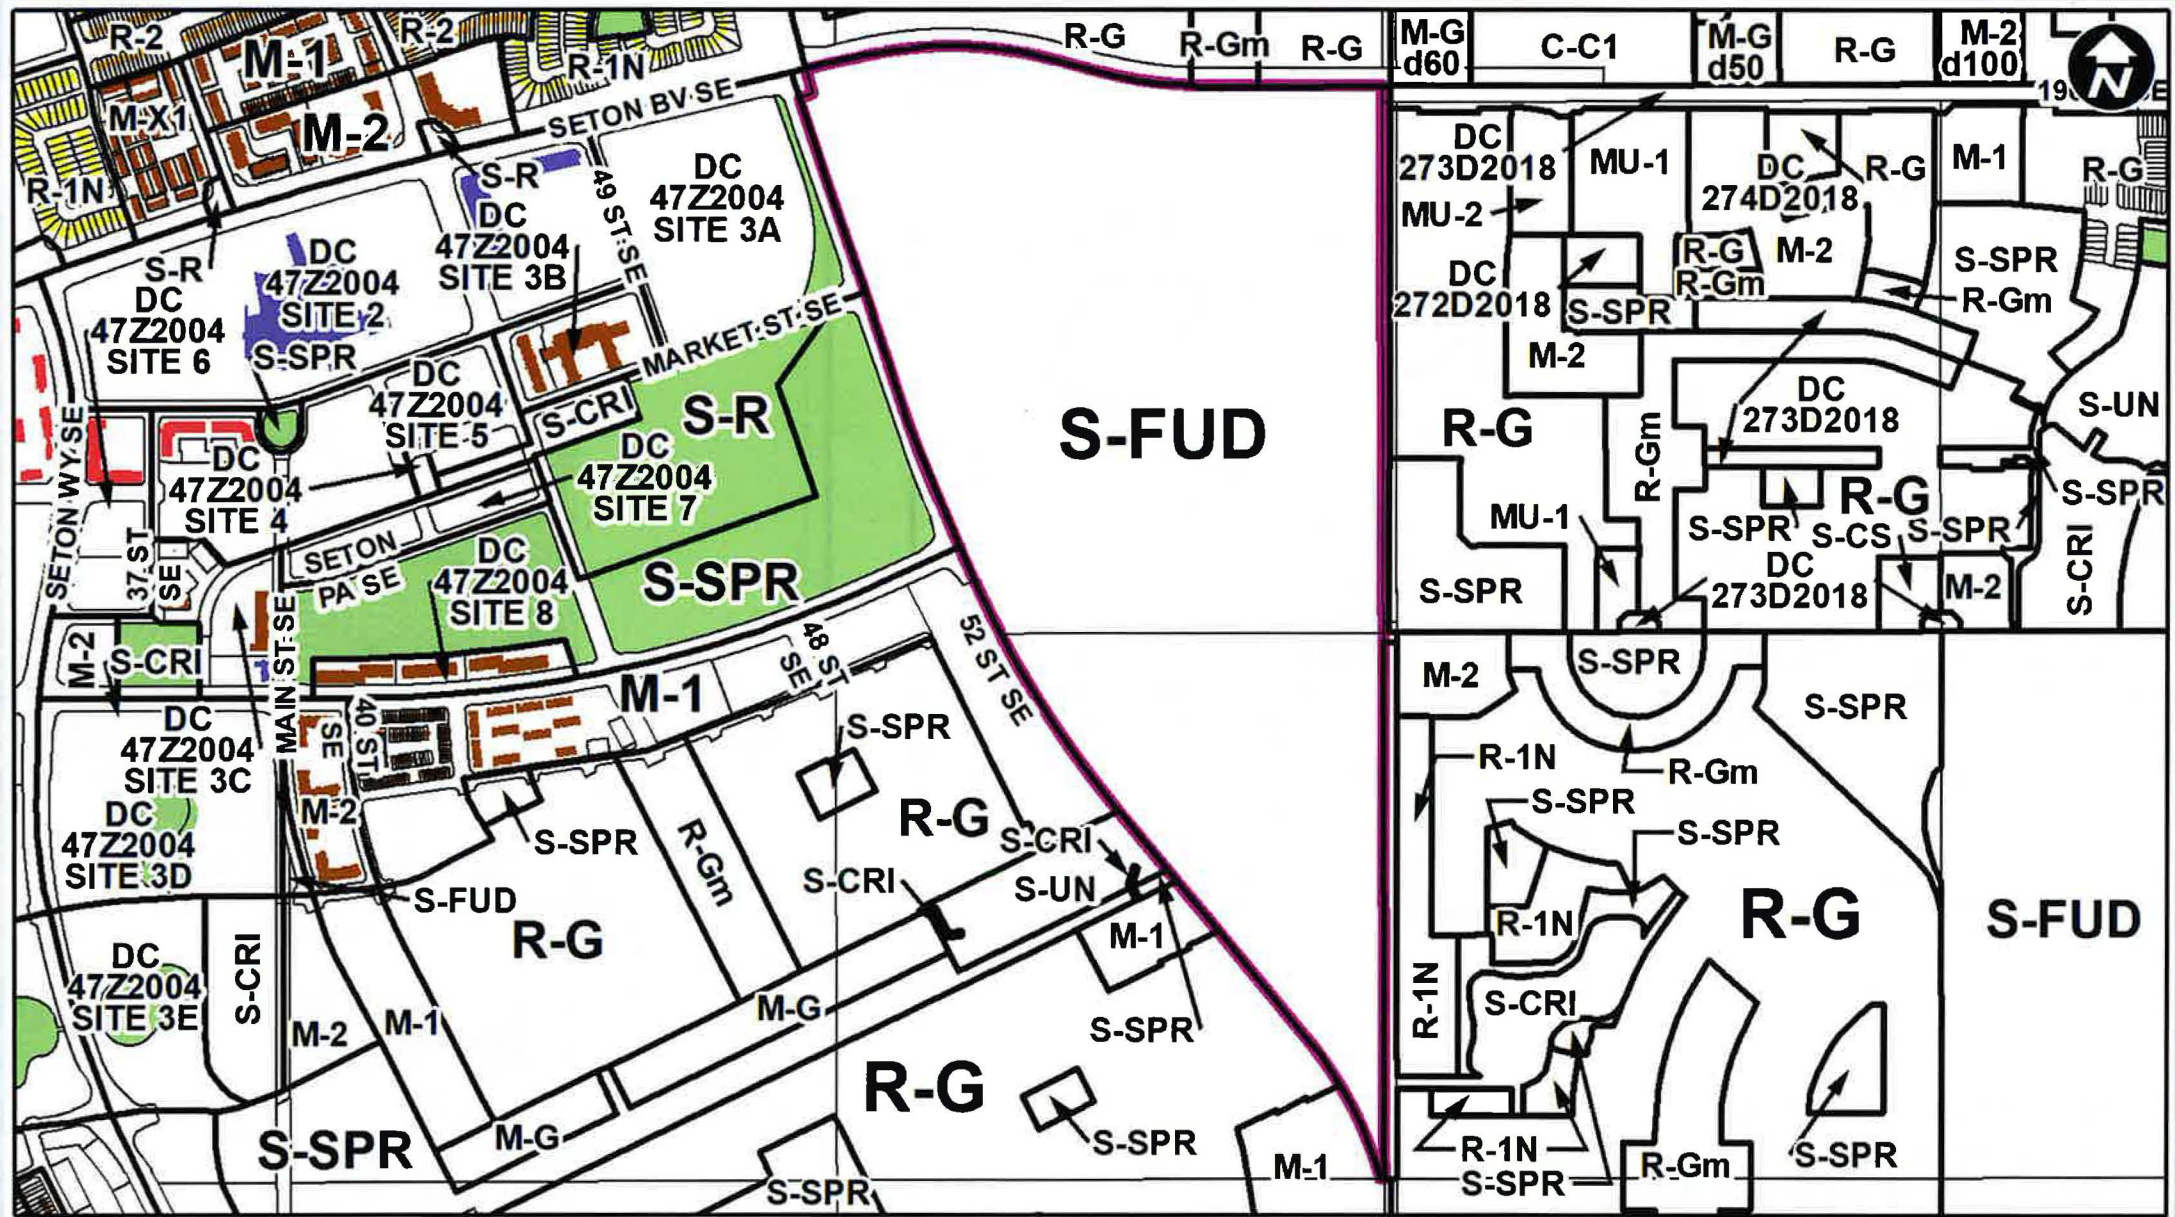 R-2
M-1
R-2
R-1N
M-X1
M-2
R-1N
SETON BV SE
R-G
R-Gm
R-G
M-G
d60
C-C1
M-G
d50
R-G
M-2
d100
N
S-R
DC
47Z2004
SITE 3B
49 ST SE
DC
47Z2004
SITE 3A
S-R
DC
47Z2004
SITE 6
DC
47Z2004
SITE 2
S-SPR
DC
47Z2004
SITE 5
S-CRI
MARKET ST SE
S-R
DC
47Z2004
SITE 7
DC
47Z2004
SITE 4
SETON WY SE
37 ST
SE
SETON
PA SE
DC
47Z2004
SITE 8
S-SPR
M-2
S-CRI
MAIN ST SE
M-1
48 ST
SE
52 ST SE
DC
47Z2004
SITE 3C
40 ST
SE
M-2
DC
47Z2004
SITE 3D
S-FUD
S-SPR
R-Gm
S-SPR
R-G
S-CRI
S-CRI
S-UN
M-1
DC
47Z2004
SITE 3E
S-CRI
M-2
M-1
R-G
M-G
S-SPR
R-G
M-G
S-SPR
S-SPR
S-SPR
M-1
S-FUD
DC
273D2018
MU-1
MU-2
DC
274D2018
R-G
M-1
R-G
DC
272D2018
R-G
R-Gm
M-2
S-SPR
R-Gm
S-SPR
M-2
R-G
R-Gm
DC
273D2018
S-UN
MU-1
R-G
S-SPR
S-SPR
S-CS
S-SPR
S-SPR
DC
273D2018
M-2
S-CRI
M-2
S-SPR
S-SPR
R-1N
R-Gm
S-SPR
S-SPR
R-1N
R-G
S-FUD
R-1N
S-CRI
R-1N
S-SPR
R-Gm
S-SPR